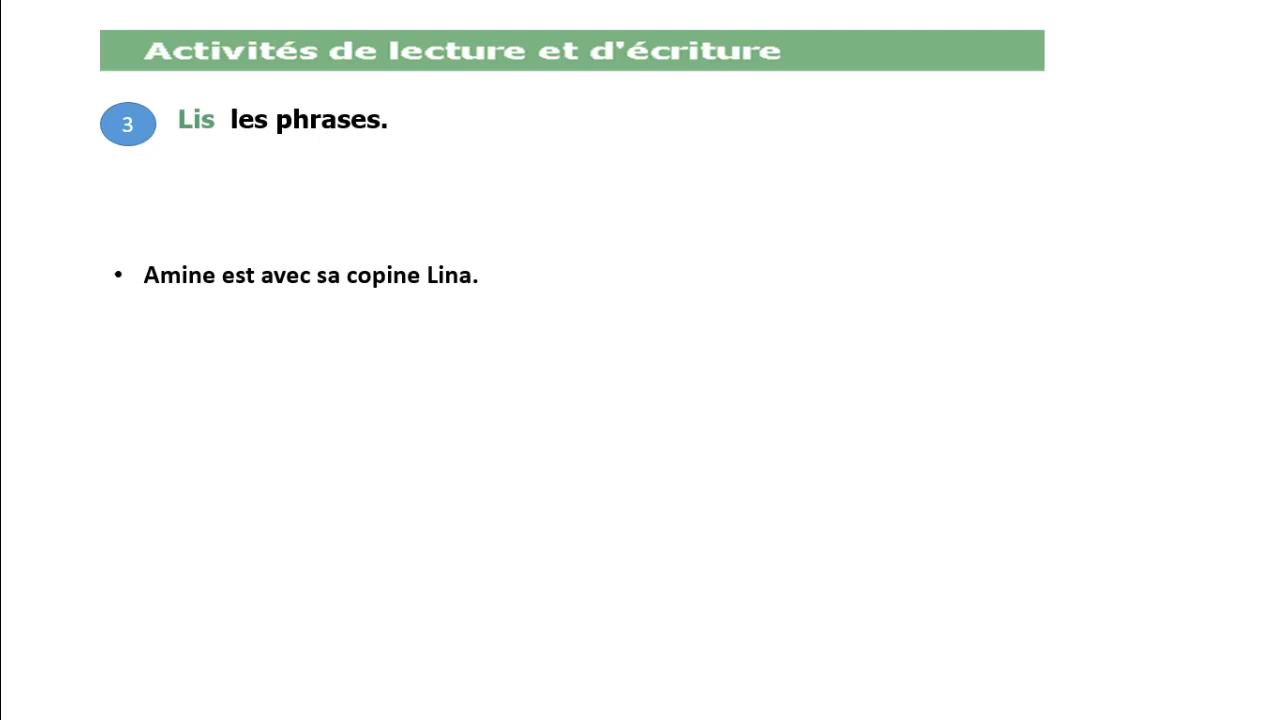 Activités de lecture et d'écriture
3 Lis les phrases.
• Amine est avec sa copine Lina.